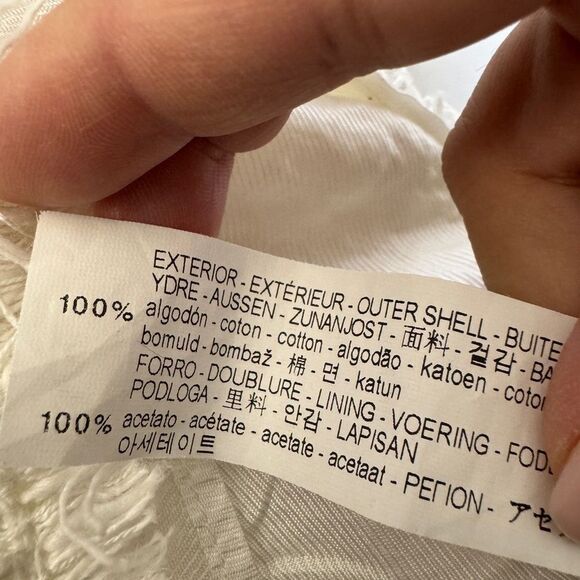 EXTERIOR - EXTÉRIEUR - OUTER SHELL - BUITE
YDRE - AUSSEN - ZUNANJOST - 面料 - 겉감 - BA
100% algodón - coton - cotton - algodão - katoen - coton
bomuld - bombaž - 棉 - 면 - katun
FORRO - DOUBLURE - LINING - VOERING - FOD
PODLOGA - 里料 - 안감 - LAPISAN
100% acetato - acétate - acetate - acetaat - РЕГІОН - アセ
아세테이트